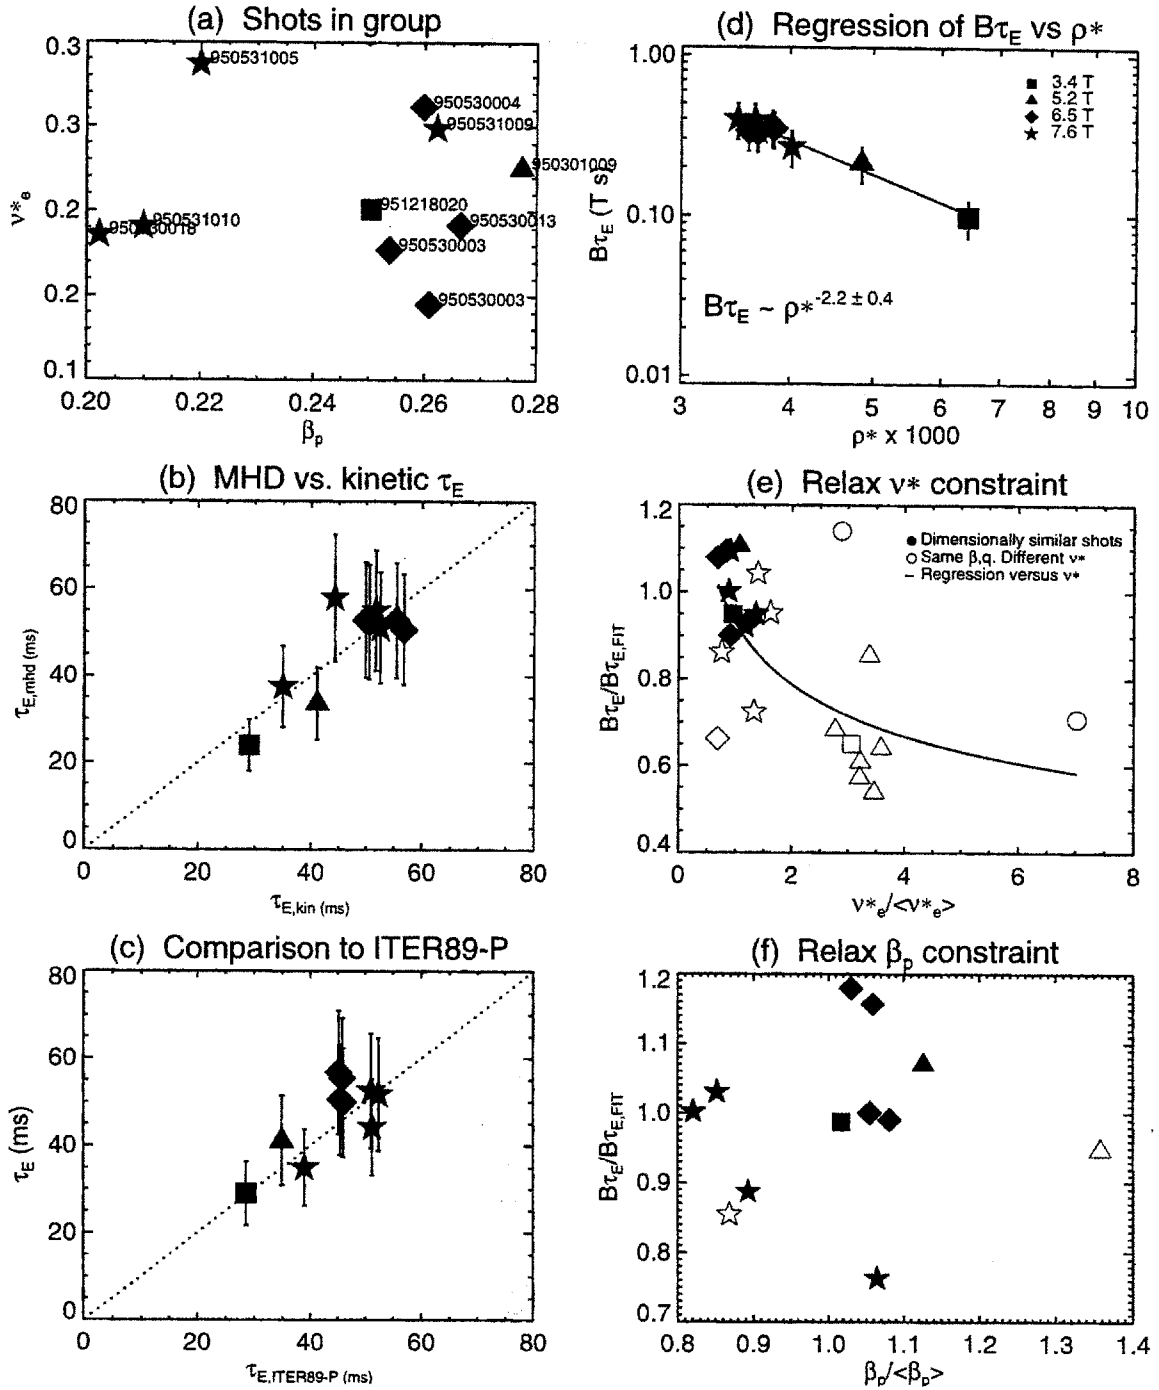 (a) Shots in group
0.3
0.3
0.2
0.2
0.1
ν*e
950531005
950530004
950531009
950301009
951218020
950530013
950531010
950530003
950530003
0.20 0.22 0.24 0.26 0.28
βp
(d) Regression of BτE vs ρ*
1.00
0.10
0.01
BτE (T s)
3.4 T
5.2 T
6.5 T
7.6 T
BτE ~ ρ*-2.2 ± 0.4
3 4 5 6 7 8 9 10
ρ* x 1000
(b) MHD vs. kinetic τE
80
60
40
20
0
τE,mhd (ms)
0 20 40 60 80
τE,kin (ms)
(e) Relax ν* constraint
1.2
1.0
0.8
0.6
0.4
BτE/BτE,FIT
Dimensionally similar shots
Same β,q. Different ν*
Regression versus ν*
0 2 4 6 8
ν*e/<ν*e>
(c) Comparison to ITER89-P
80
60
40
20
0
τE (ms)
0 20 40 60 80
τE,ITER89-P (ms)
(f) Relax βp constraint
1.2
1.1
1.0
0.9
0.8
0.7
BτE/BτE,FIT
0.8 0.9 1.0 1.1 1.2 1.3 1.4
βp/<βp>